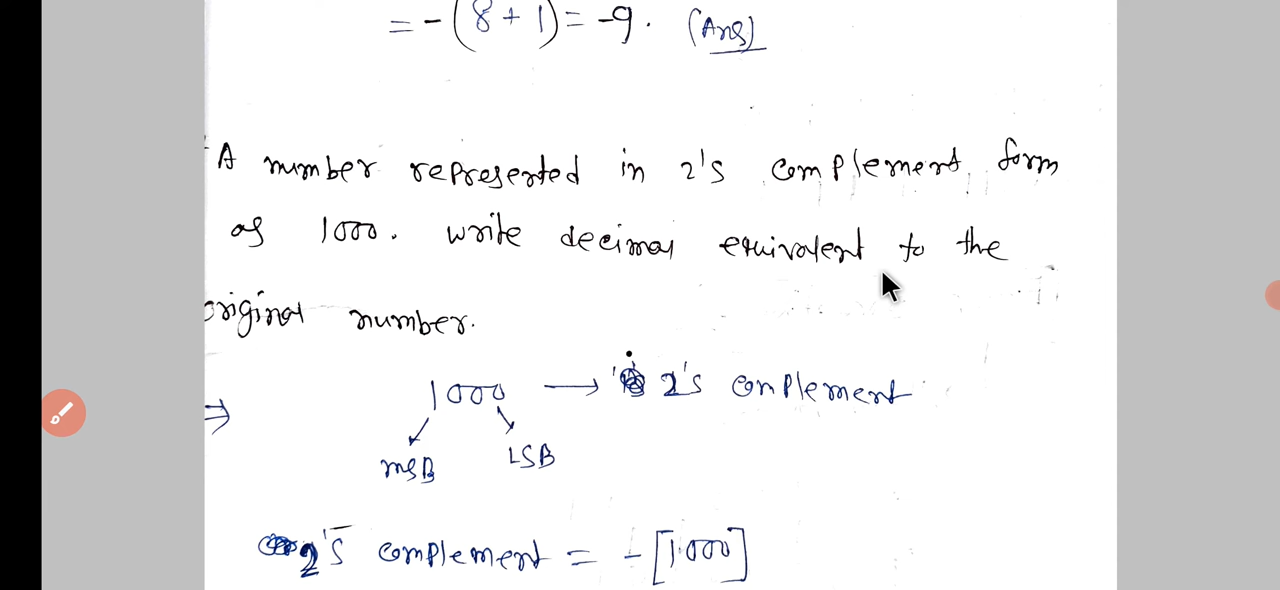 = -(8+1) = -9. (Ans)
A number represented in 2's complement form
as 1000. write decimal equivalent to the
original number.
⇒ 1000 → 2's complement
MSB LSB
2's complement = -[1000]